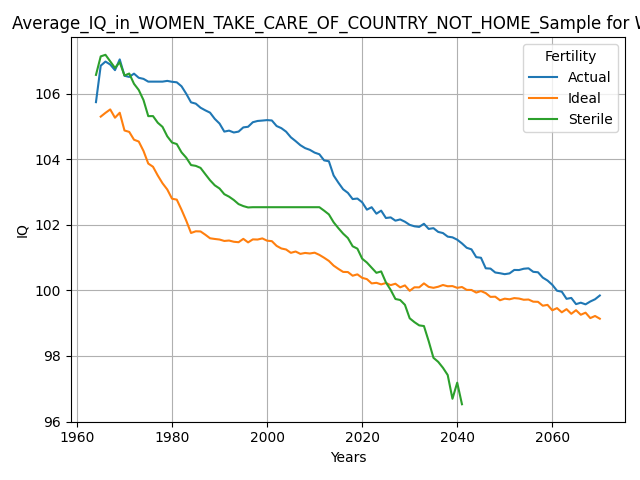 Average_IQ_in_WOMEN_TAKE_CARE_OF_COUNTRY_NOT_HOME_Sample for
Fertility
Actual
Ideal
Sterile
IQ
106
104
102
100
98
96
1960 1980 2000 2020 2040 2060
Years